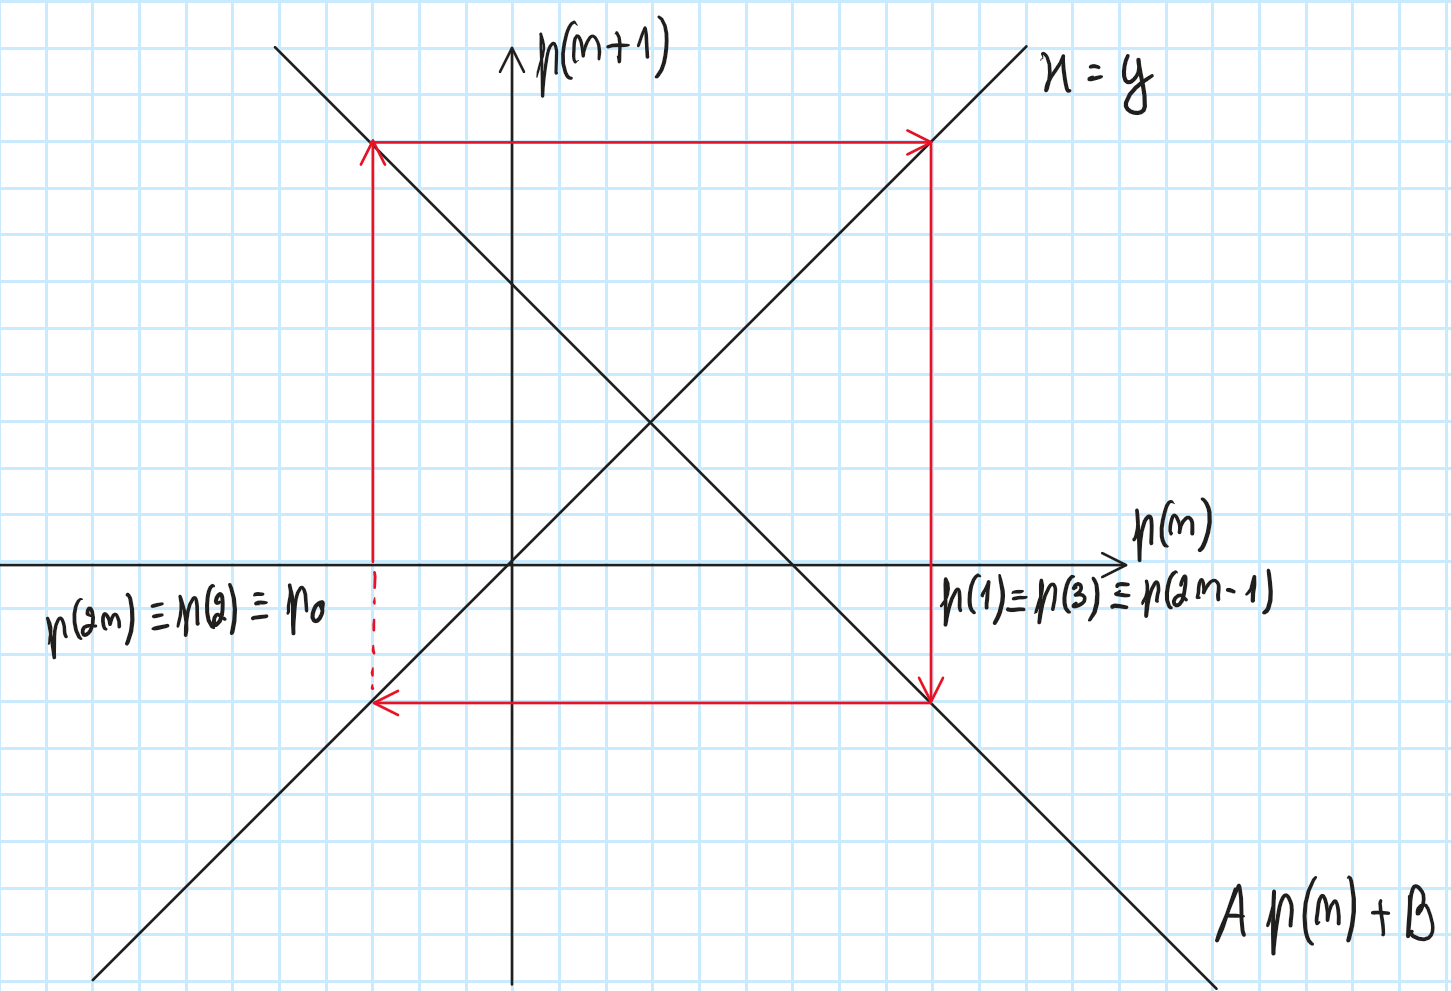 p(n+1)
x = y
p(n)
p(2n) ≡ p(2) ≡ p₀
p(1) ≡ p(3) ≡ p(2n-1)
A p(n) + B